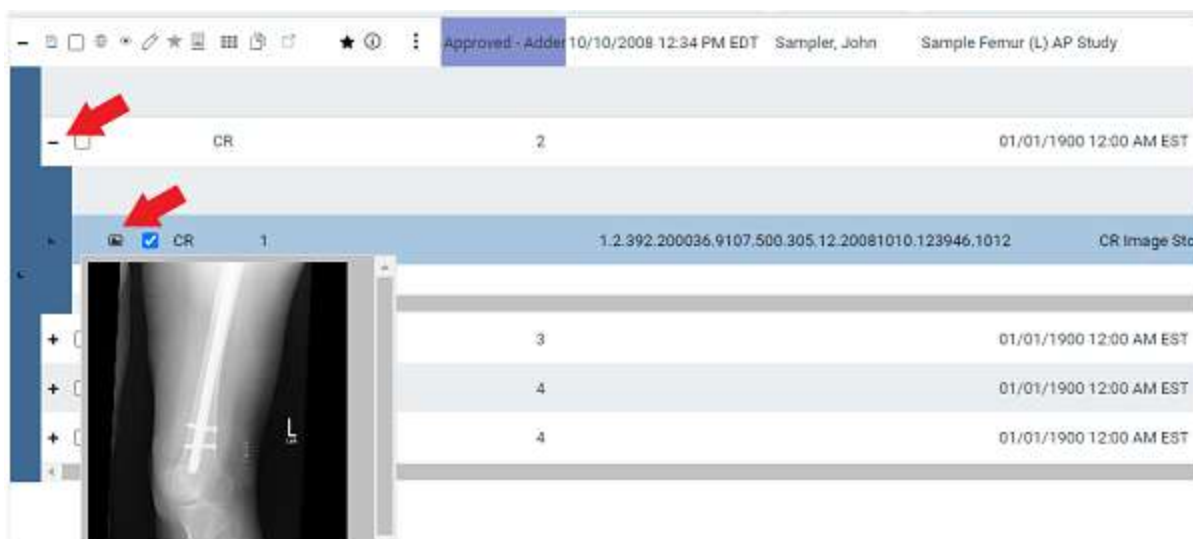 Approved - Adder 10/10/2008 12:34 PM EDT Sampler, John Sample Femur (L) AP Study
CR 2 01/01/1900 12:00 AM EST
CR 1 1.2.392.200036.9107.500.305.12.20081010.123946.1012 CR Image Sto
L
3 01/01/1900 12:00 AM EST
4 01/01/1900 12:00 AM EST
4 01/01/1900 12:00 AM EST